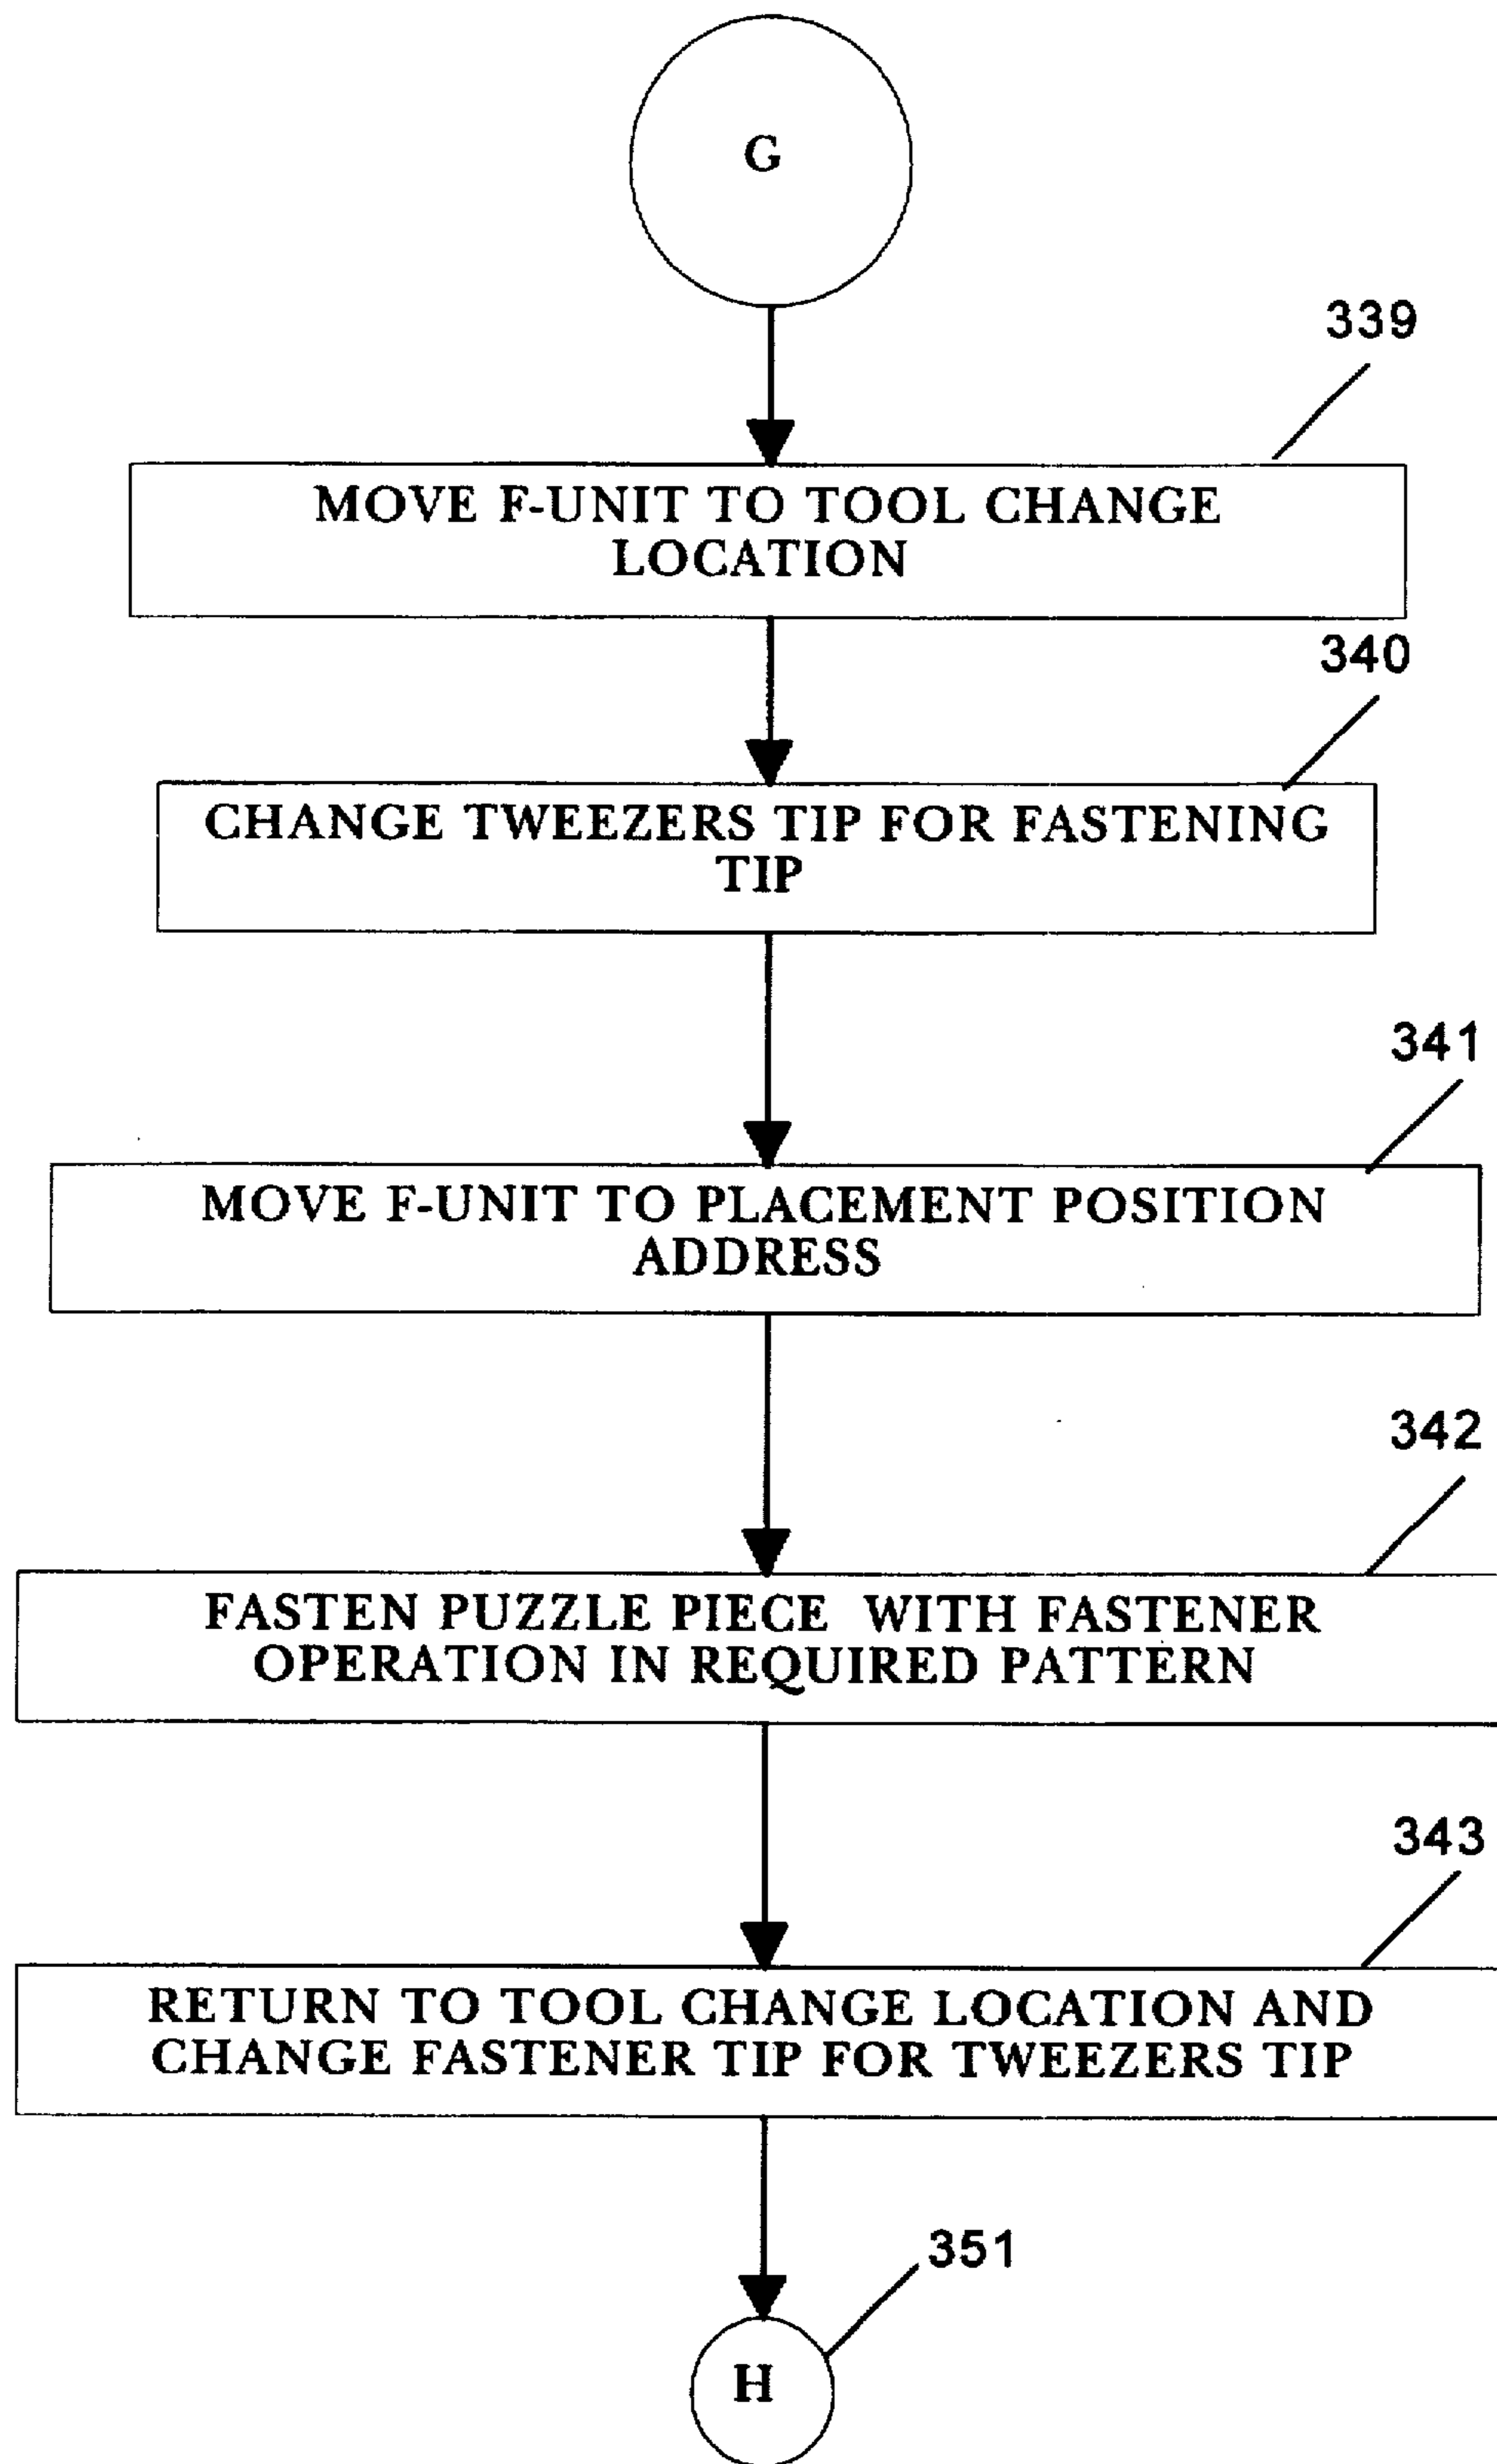 G
339
MOVE F-UNIT TO TOOL CHANGE
LOCATION
340
CHANGE TWEEZERS TIP FOR FASTENING
TIP
341
MOVE F-UNIT TO PLACEMENT POSITION
ADDRESS
342
FASTEN PUZZLE PIECE WITH FASTENER
OPERATION IN REQUIRED PATTERN
343
RETURN TO TOOL CHANGE LOCATION AND
CHANGE FASTENER TIP FOR TWEEZERS TIP
351
H